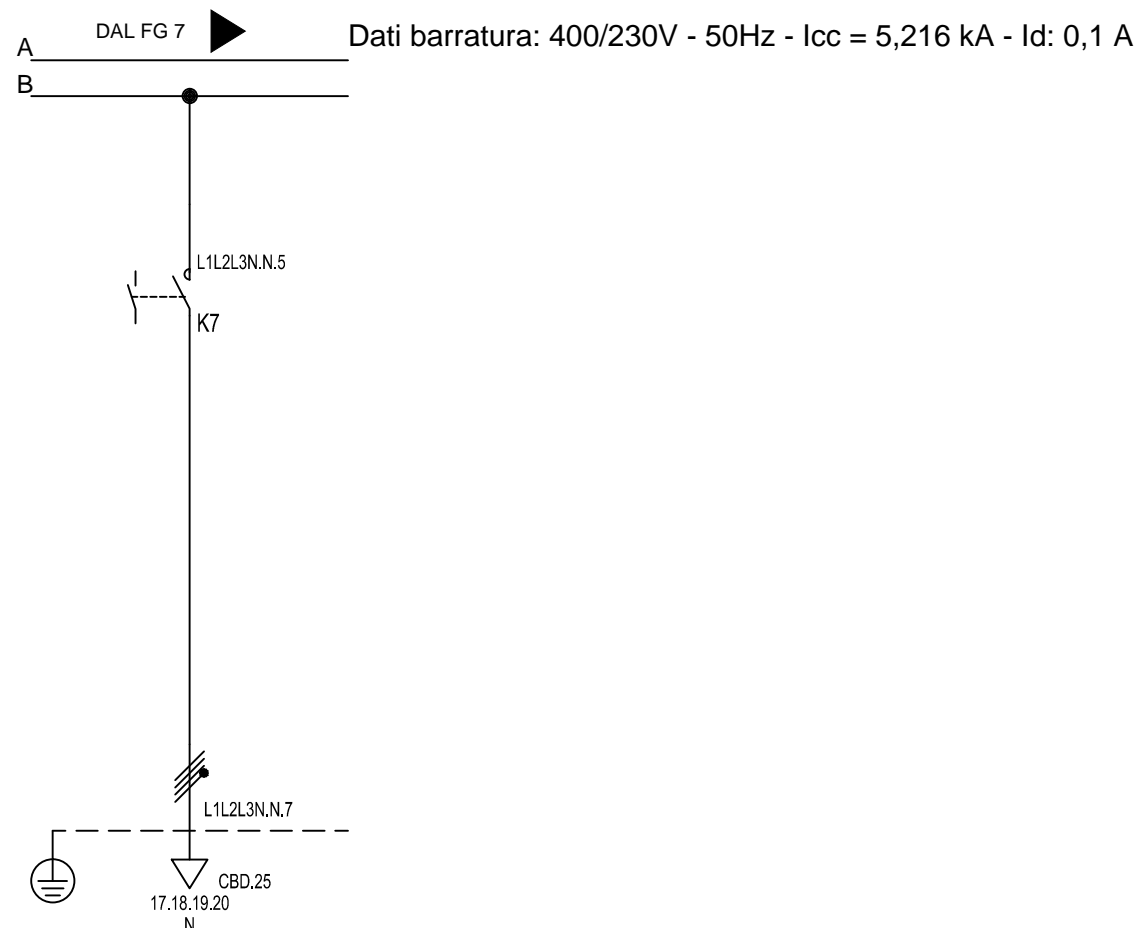 DAL FG 7
Dati barratura: 400/230V - 50Hz - Icc = 5,216 kA - Id: 0,1 A
A
B
L1L2L3N.N.5
K7
L1L2L3N.N.7
CBD.25
17.18.19.20
N